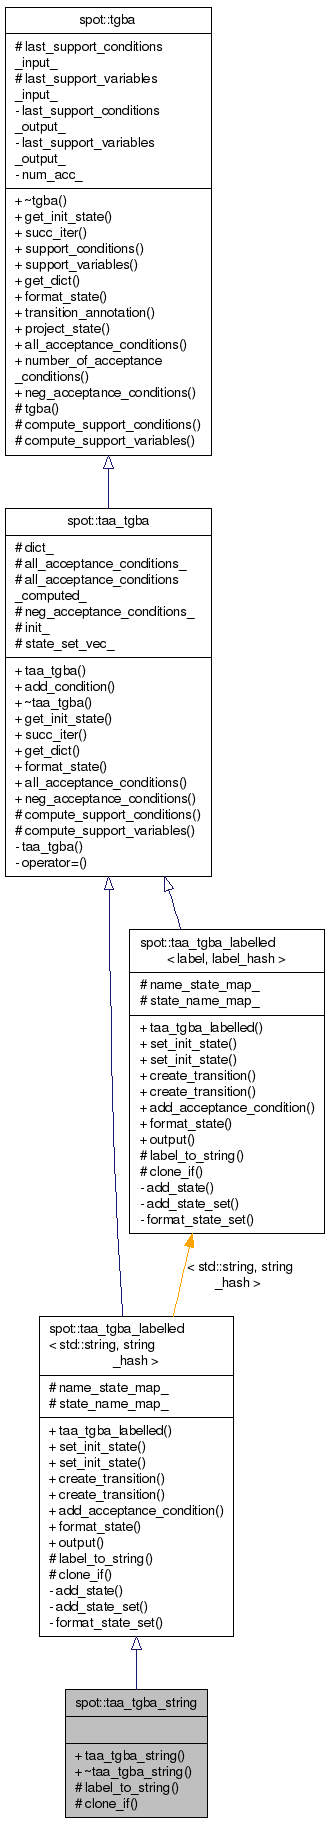 spot::tgba
# last_support_conditions
_input_
# last_support_variables
_input_
- last_support_conditions
_output_
- last_support_variables
_output_
- num_acc_
+ ~tgba()
+ get_init_state()
+ succ_iter()
+ support_conditions()
+ support_variables()
+ get_dict()
+ format_state()
+ transition_annotation()
+ project_state()
+ all_acceptance_conditions()
+ number_of_acceptance
_conditions()
+ neg_acceptance_conditions()
# tgba()
# compute_support_conditions()
# compute_support_variables()
spot::taa_tgba
# dict_
# all_acceptance_conditions_
# all_acceptance_conditions
_computed_
# neg_acceptance_conditions_
# init_
# state_set_vec_
+ taa_tgba()
+ add_condition()
+ ~taa_tgba()
+ get_init_state()
+ succ_iter()
+ get_dict()
+ format_state()
+ all_acceptance_conditions()
+ neg_acceptance_conditions()
# compute_support_conditions()
# compute_support_variables()
- taa_tgba()
- operator=()
spot::taa_tgba_labelled
< label, label_hash >
# name_state_map_
# state_name_map_
+ taa_tgba_labelled()
+ set_init_state()
+ set_init_state()
+ create_transition()
+ create_transition()
+ add_acceptance_condition()
+ format_state()
+ output()
# label_to_string()
# clone_if()
- add_state()
- add_state_set()
- format_state_set()
< std::string, string
_hash >
spot::taa_tgba_labelled
< std::string, string
_hash >
# name_state_map_
# state_name_map_
+ taa_tgba_labelled()
+ set_init_state()
+ set_init_state()
+ create_transition()
+ create_transition()
+ add_acceptance_condition()
+ format_state()
+ output()
# label_to_string()
# clone_if()
- add_state()
- add_state_set()
- format_state_set()
spot::taa_tgba_string
+ taa_tgba_string()
+ ~taa_tgba_string()
# label_to_string()
# clone_if()